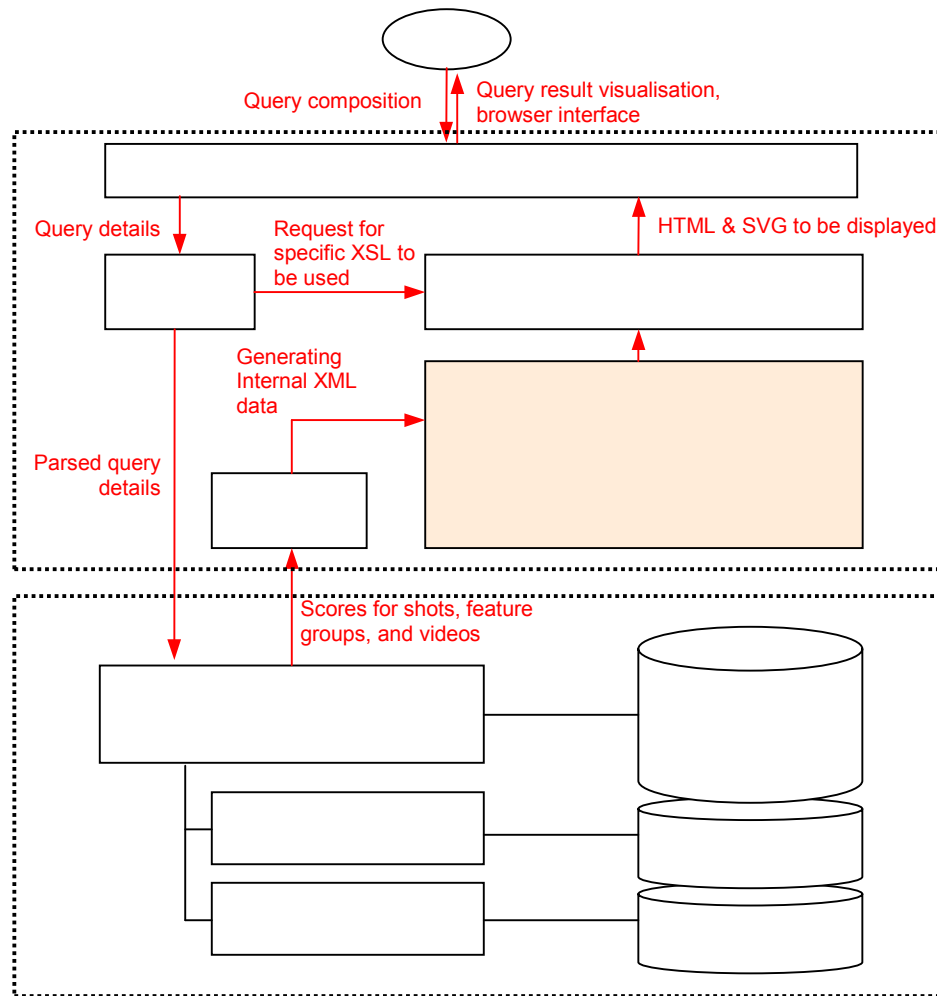 Query composition
Query result visualisation,
browser interface
Query details
Request for
specific XSL to
be used
HTML & SVG to be displayed
Generating
Internal XML
data
Parsed query
details
Scores for shots, feature
groups, and videos